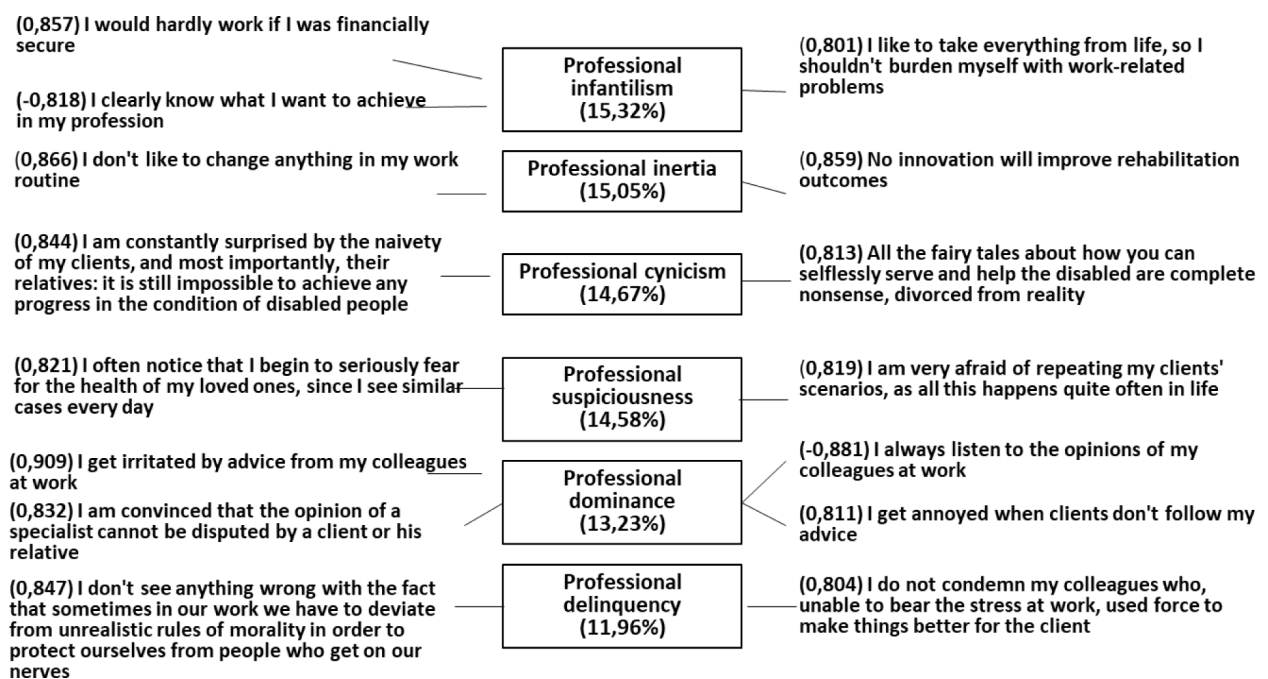 (0,857) I would hardly work if I was financially
secure
(-0,818) I clearly know what I want to achieve
in my profession
Professional
infantilism
(15,32%)
(0,801) I like to take everything from life, so I
shouldn't burden myself with work-related
problems
(0,866) I don't like to change anything in my work
routine
Professional inertia
(15,05%)
(0,859) No innovation will improve rehabilitation
outcomes
(0,844) I am constantly surprised by the naivety
of my clients, and most importantly, their
relatives: it is still impossible to achieve any
progress in the condition of disabled people
Professional cynicism
(14,67%)
(0,813) All the fairy tales about how you can
selflessly serve and help the disabled are complete
nonsense, divorced from reality
(0,821) I often notice that I begin to seriously fear
for the health of my loved ones, since I see similar
cases every day
Professional
suspiciousness
(14,58%)
(0,819) I am very afraid of repeating my clients'
scenarios, as all this happens quite often in life
(0,909) I get irritated by advice from my colleagues
at work
(0,832) I am convinced that the opinion of a
specialist cannot be disputed by a client or his
relative
Professional
dominance
(13,23%)
(-0,881) I always listen to the opinions of my
colleagues at work
(0,811) I get annoyed when clients don't follow my
advice
(0,847) I don't see anything wrong with the fact
that sometimes in our work we have to deviate
from unrealistic rules of morality in order to
protect ourselves from people who get on our
nerves
Professional
delinquency
(11,96%)
(0,804) I do not condemn my colleagues who,
unable to bear the stress at work, used force to
make things better for the client